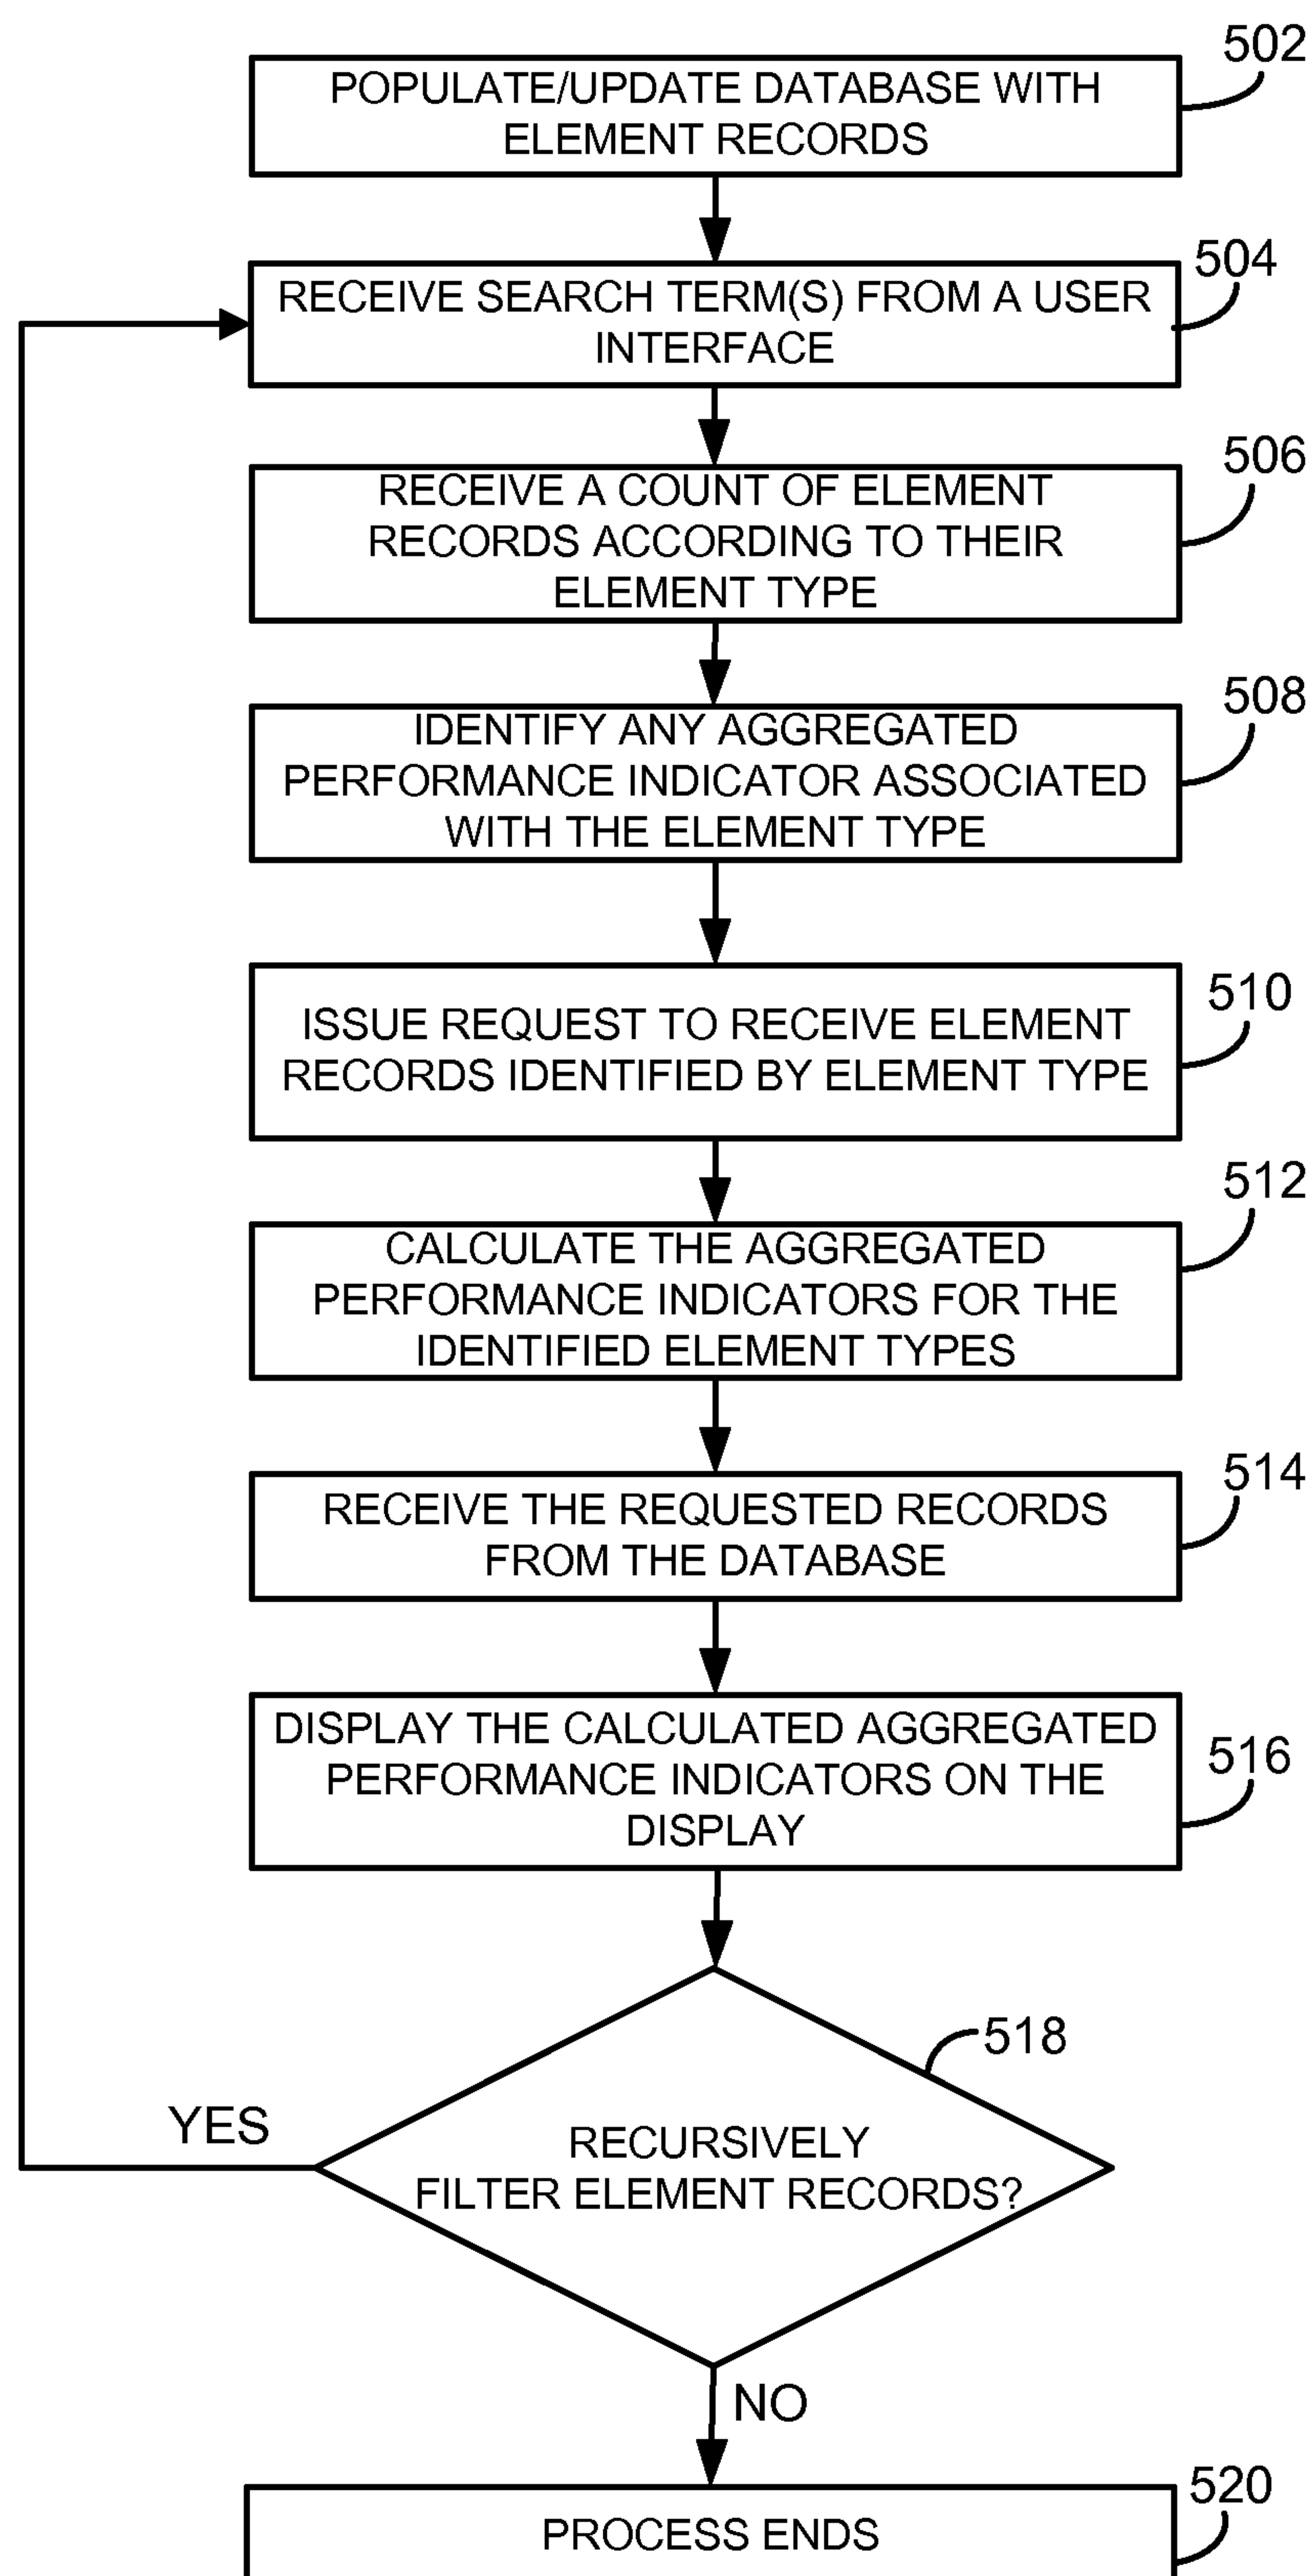 502
POPULATE/UPDATE DATABASE WITH
ELEMENT RECORDS
504
RECEIVE SEARCH TERM(S) FROM A USER
INTERFACE
506
RECEIVE A COUNT OF ELEMENT
RECORDS ACCORDING TO THEIR
ELEMENT TYPE
508
IDENTIFY ANY AGGREGATED
PERFORMANCE INDICATOR ASSOCIATED
WITH THE ELEMENT TYPE
510
ISSUE REQUEST TO RECEIVE ELEMENT
RECORDS IDENTIFIED BY ELEMENT TYPE
512
CALCULATE THE AGGREGATED
PERFORMANCE INDICATORS FOR THE
IDENTIFIED ELEMENT TYPES
514
RECEIVE THE REQUESTED RECORDS
FROM THE DATABASE
516
DISPLAY THE CALCULATED AGGREGATED
PERFORMANCE INDICATORS ON THE
DISPLAY
518
YES
RECURSIVELY
FILTER ELEMENT RECORDS?
NO
520
PROCESS ENDS